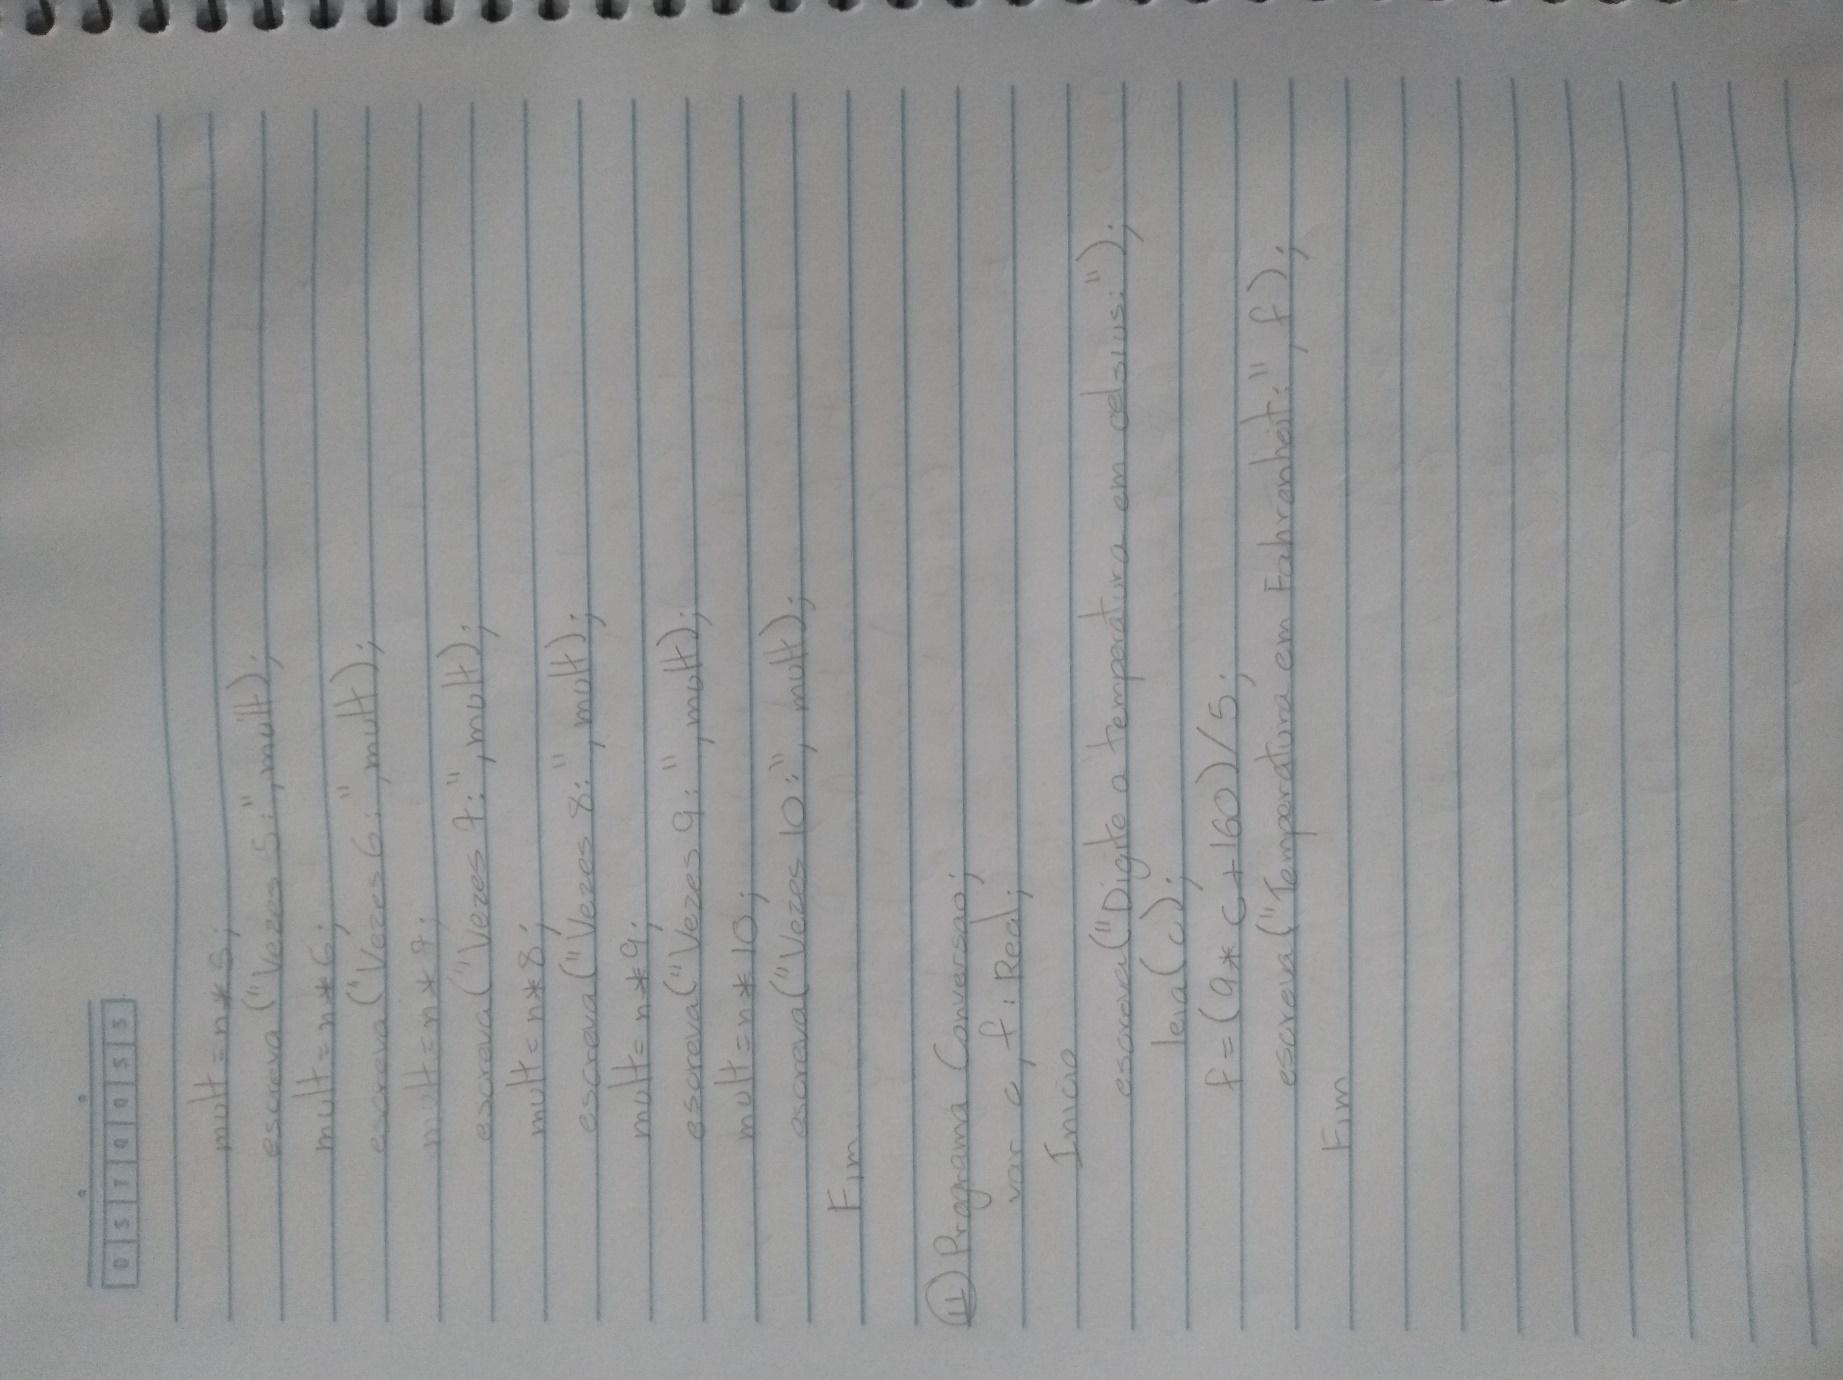 D S T Q Q S S
mult = n * 5;
escreva ("Vezes 5:", mult);
mult = n * 6;
escreva ("Vezes 6:", mult);
mult = n * 7;
escreva ("Vezes 7:", mult);
mult = n * 8;
escreva ("Vezes 8:", mult);
mult = n * 9;
escreva ("Vezes 9:", mult);
mult = n * 10;
escreva ("Vezes 10:", mult);
Fim
11) Programa Conversao;
var c, f: Real;
Inicio
escreva ("Digite a temperatura em celsius:");
leia (c);
f = (9 * c + 160) / 5;
escreva ("Temperatura em Fahrenheit:", f);
Fim